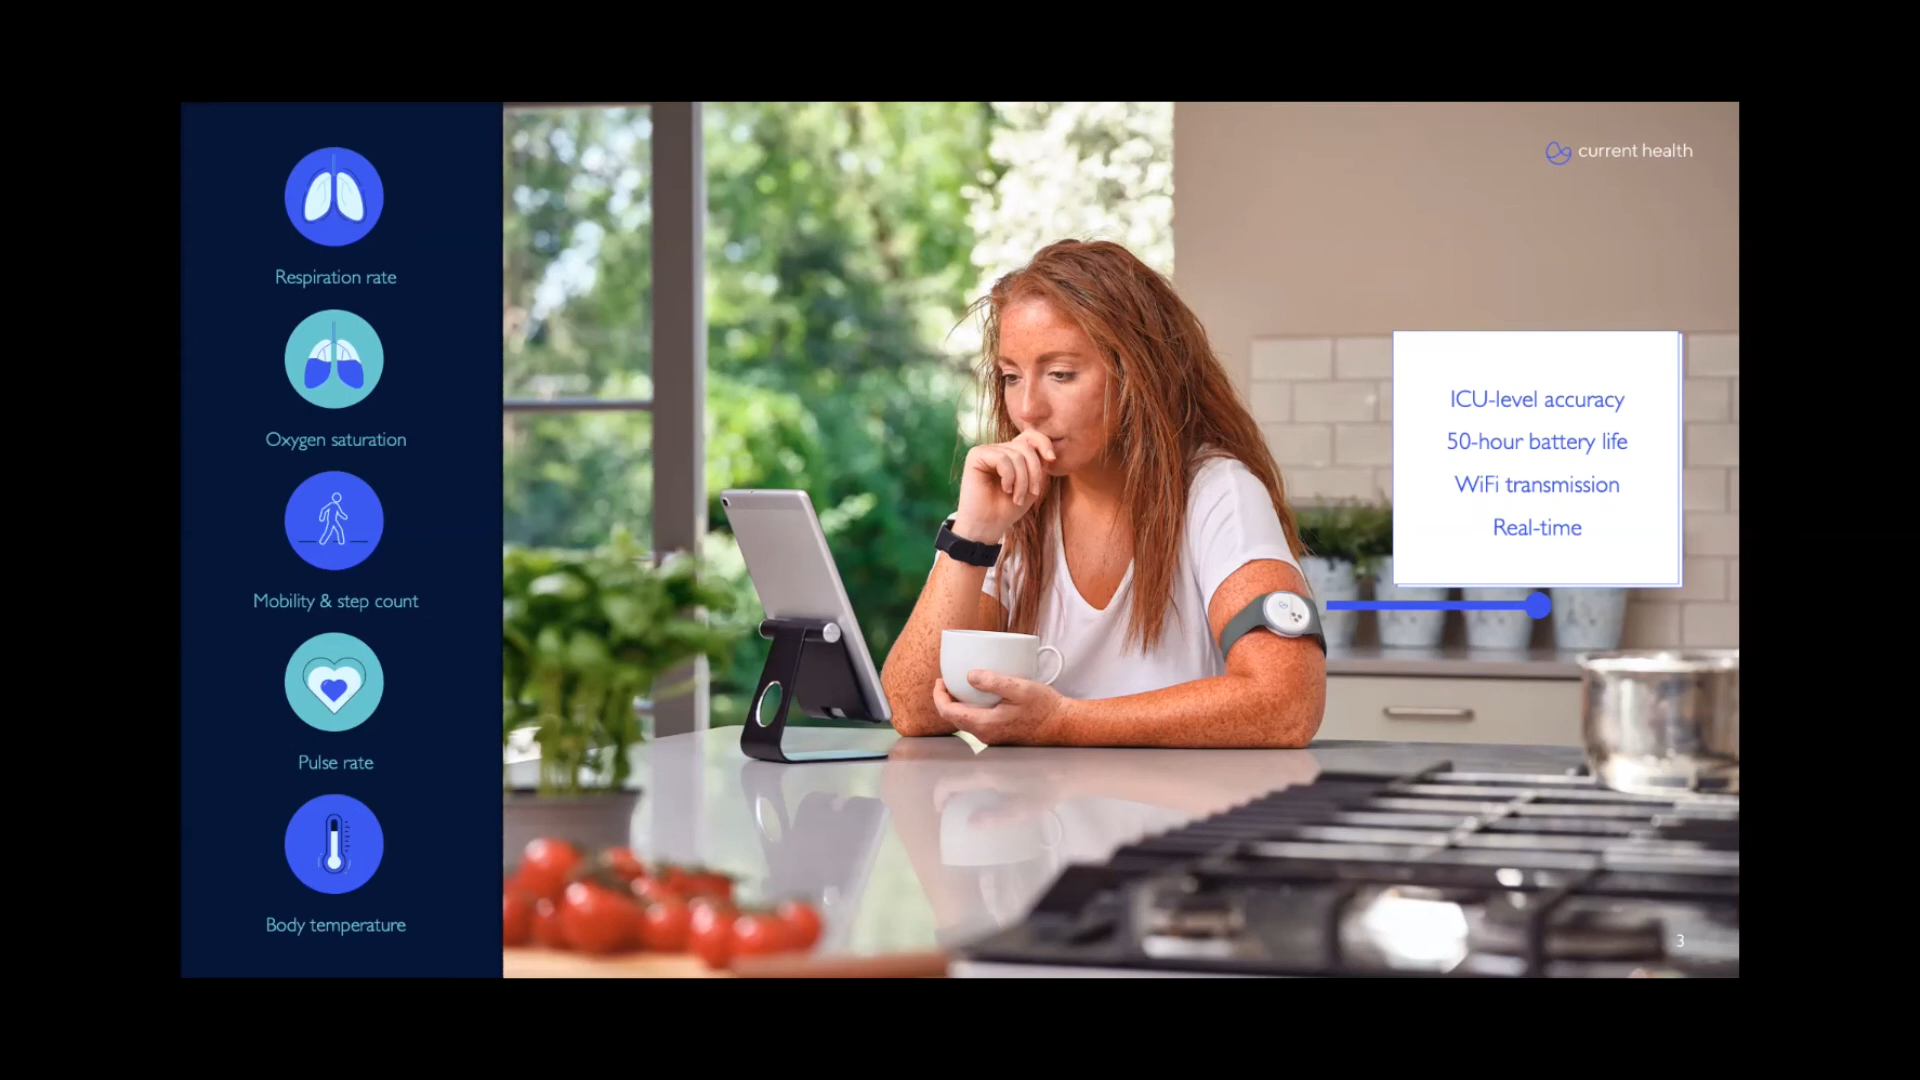 Respiration rate
Oxygen saturation
Mobility & step count
Pulse rate
Body temperature
current health
ICU-level accuracy
50-hour battery life
WiFi transmission
Real-time
3